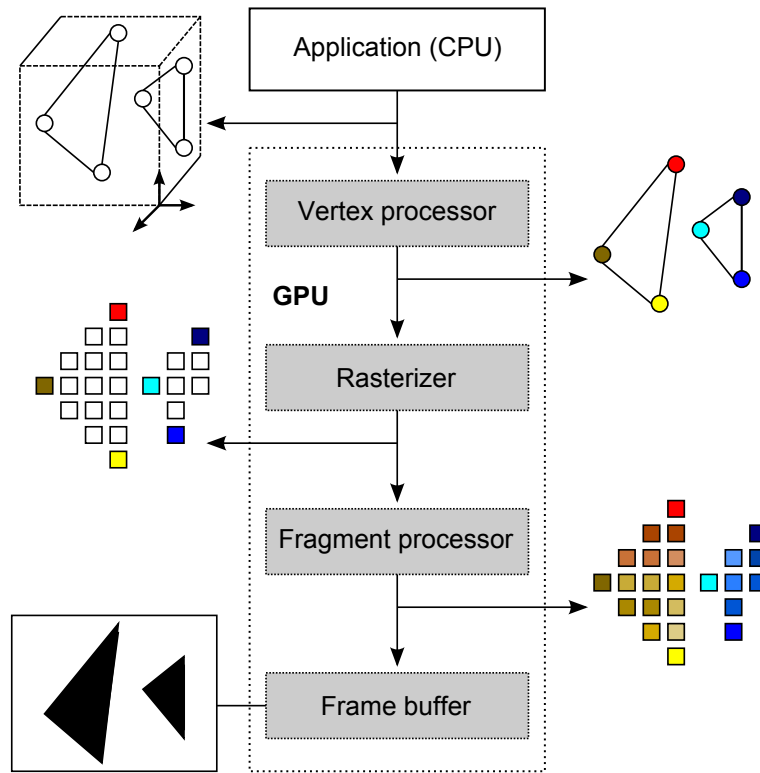 Application (CPU)
Vertex processor
GPU
Rasterizer
Fragment processor
Frame buffer